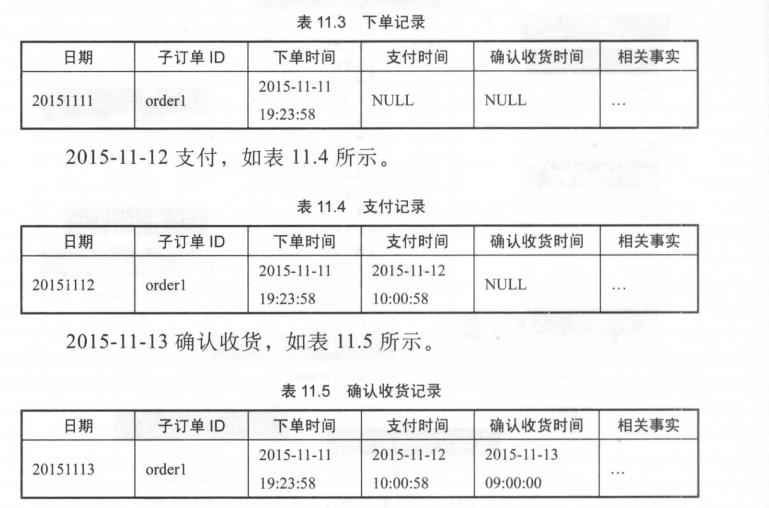 表 11.3 下单记录
日期 子订单 ID 下单时间 支付时间 确认收货时间 相关事实
20151111 order1 2015-11-11 19:23:58 NULL NULL …
2015-11-12 支付，如表 11.4 所示。
表 11.4 支付记录
日期 子订单 ID 下单时间 支付时间 确认收货时间 相关事实
20151112 order1 2015-11-11 19:23:58 2015-11-12 10:00:58 NULL …
2015-11-13 确认收货，如表 11.5 所示。
表 11.5 确认收货记录
日期 子订单 ID 下单时间 支付时间 确认收货时间 相关事实
20151113 order1 2015-11-11 19:23:58 2015-11-12 10:00:58 2015-11-13 09:00:00 …